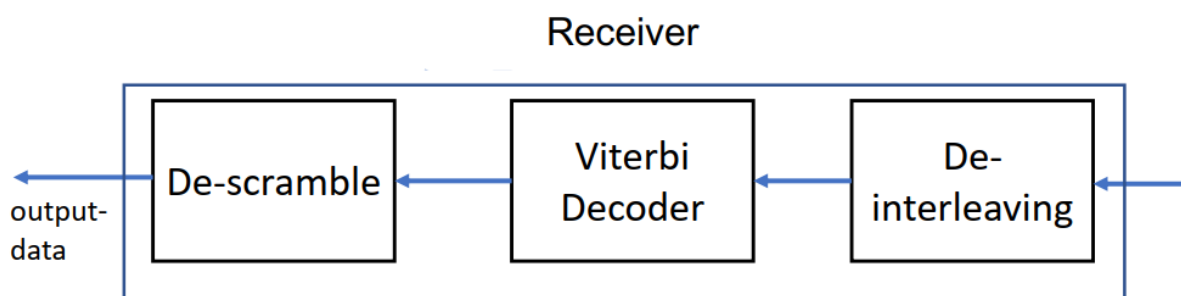 Receiver
De-scramble
Viterbi
Decoder
De-
interleaving
output-
data